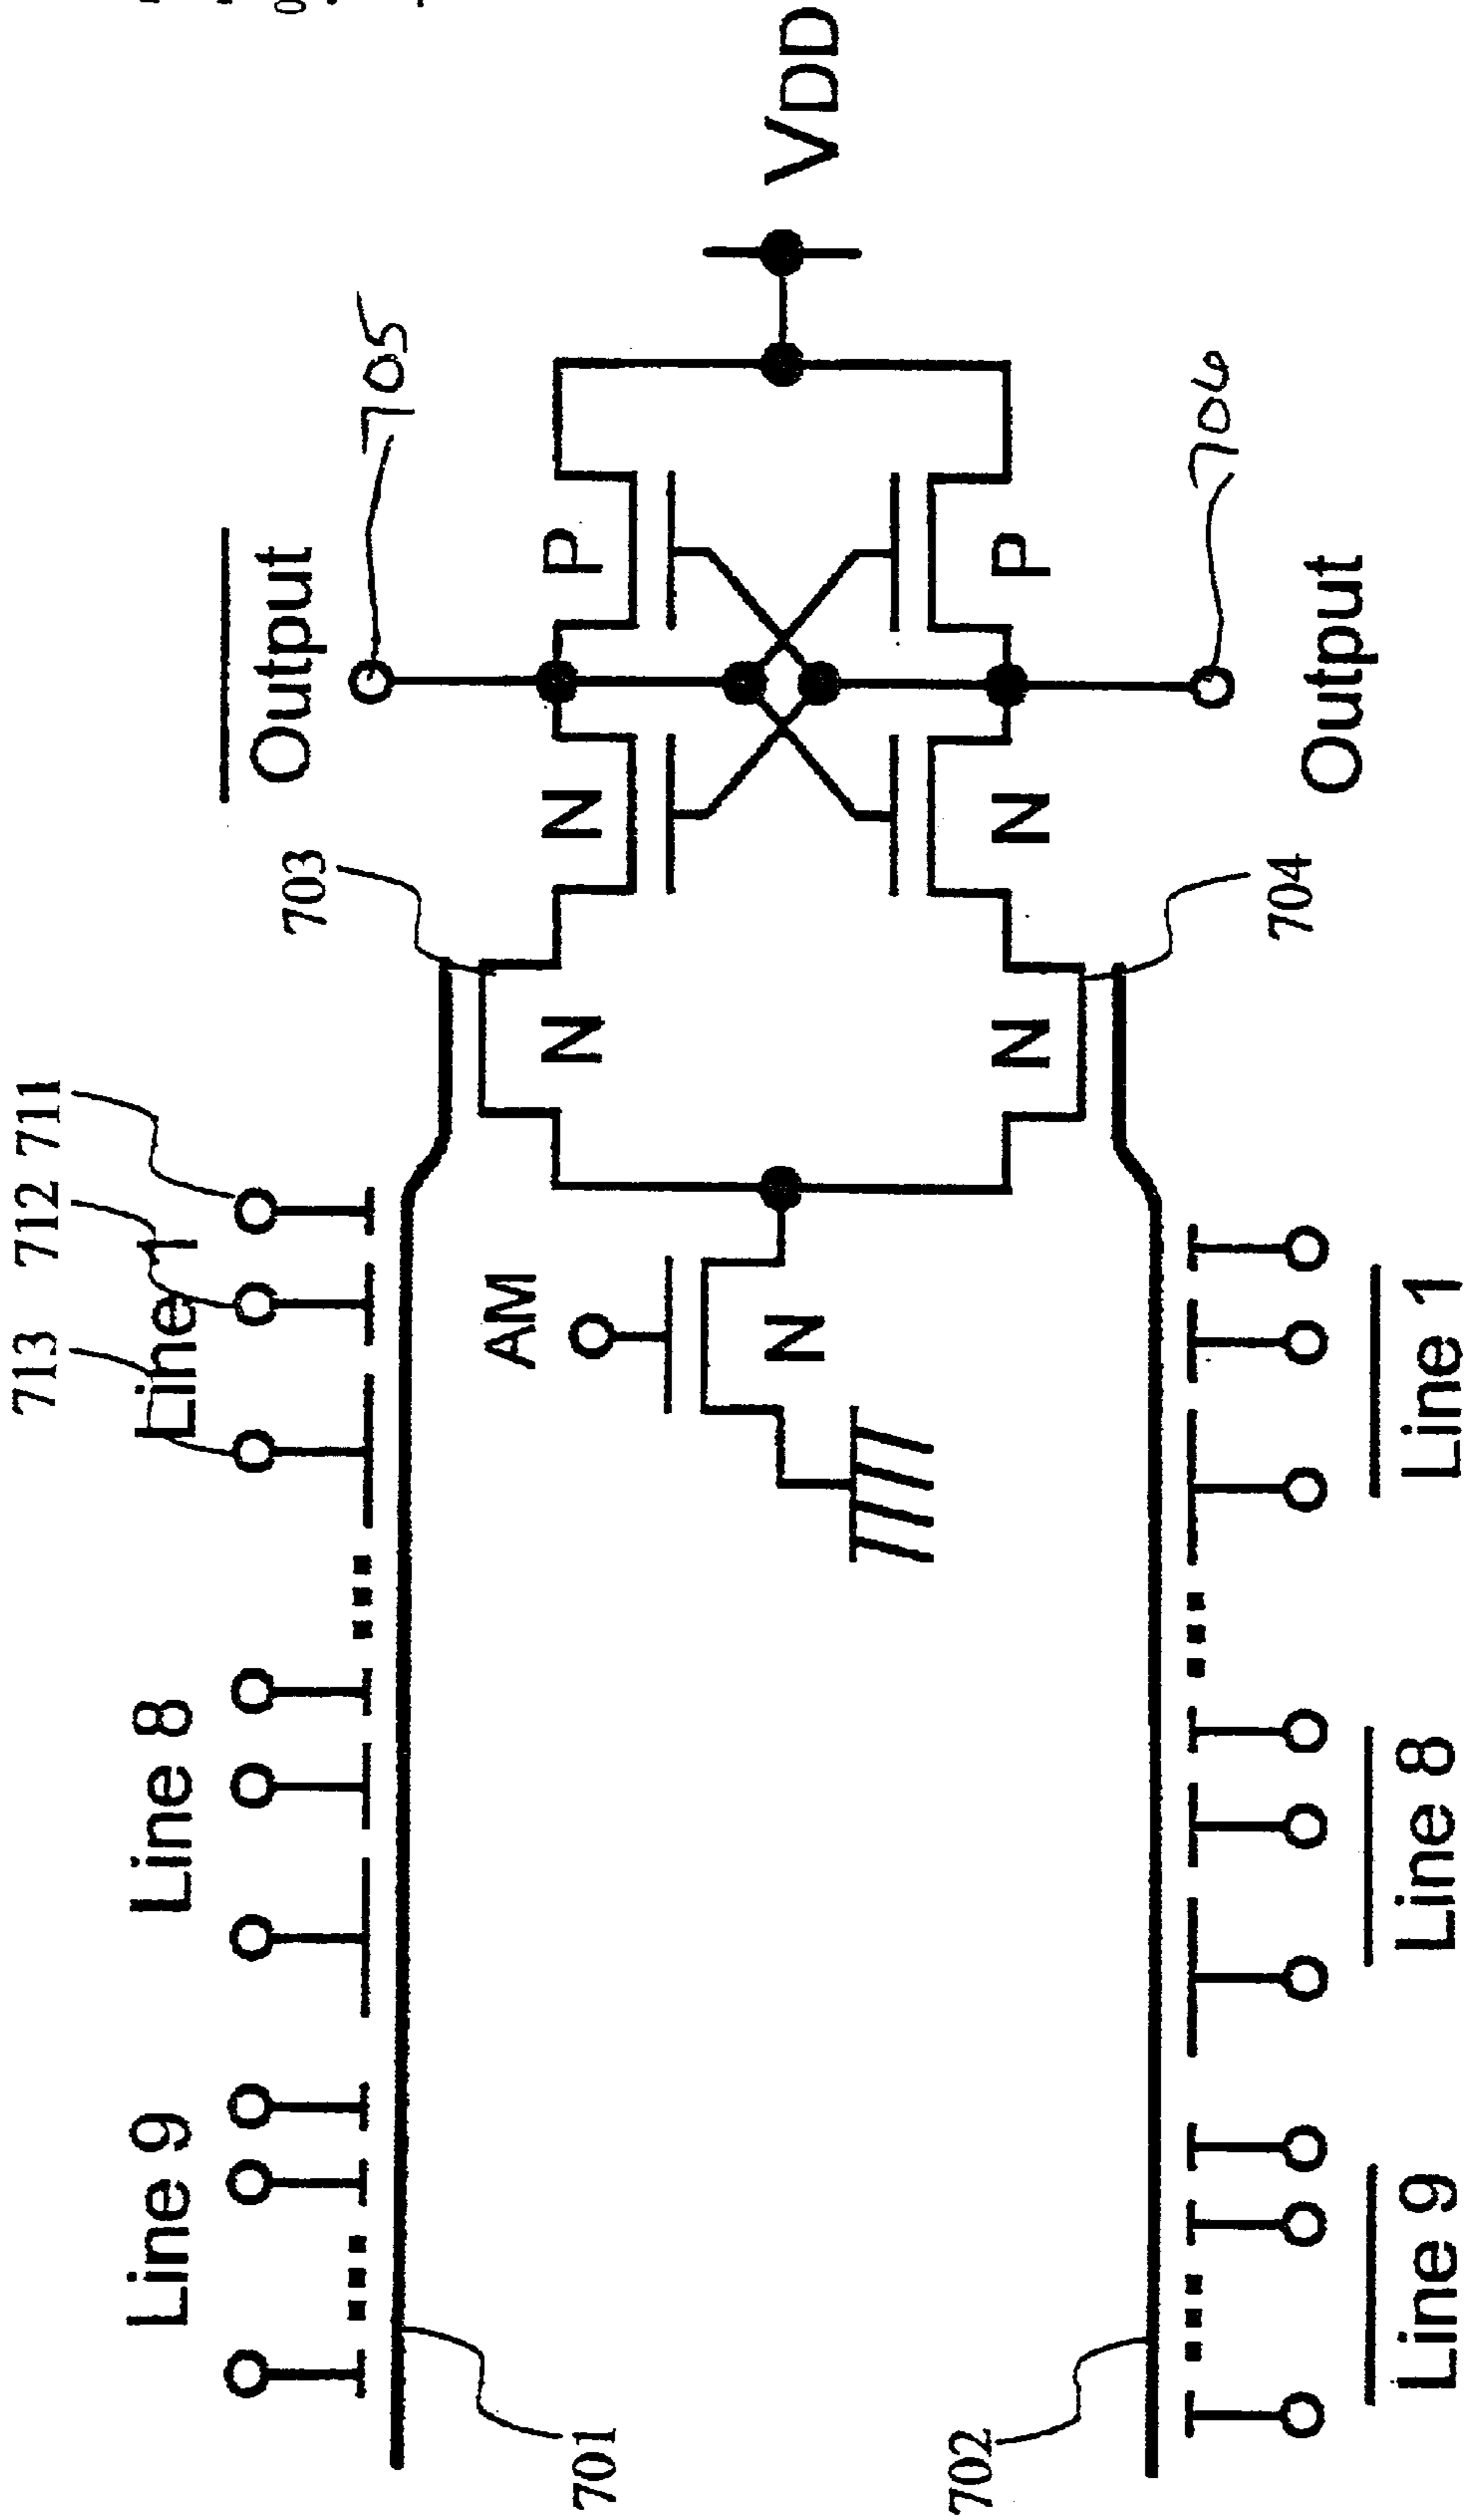 713 712 711
Line 9
Line 8
Line 1
703
Output
705
AM
N
N
N
P
VDD
N
N
N
P
701
702
704
706
Line 9
Line 8
Line 1
Output